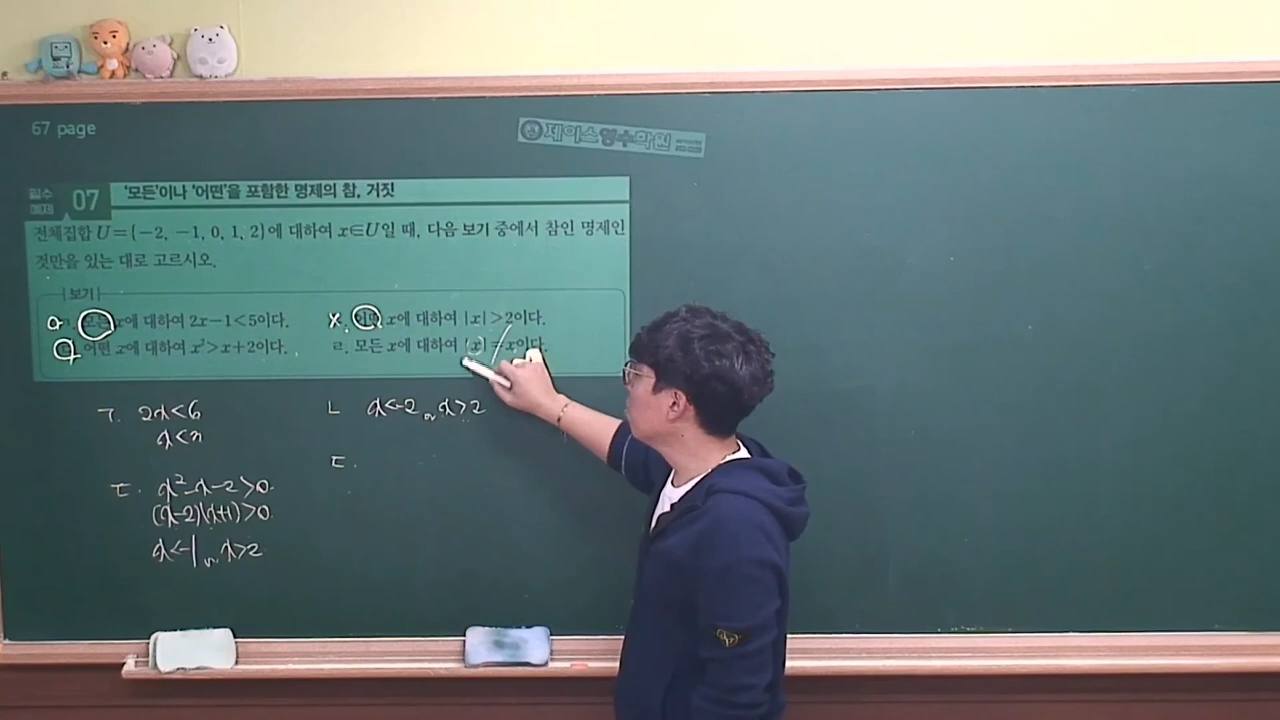 67 page
제이스영수학원
필수 예제 07 '모든'이나 '어떤'을 포함한 명제의 참, 거짓
전체집합 U={-2, -1, 0, 1, 2}에 대하여 x∈U일 때, 다음 보기 중에서 참인 명제인
것만을 있는 대로 고르시오.
보기
모든 x에 대하여 2x-1<5이다.
x. 어떤 x에 대하여 |x|>2이다.
어떤 x에 대하여 x²>x+2이다.
ㄹ. 모든 x에 대하여 |x|=x이다.
ㄱ. 2x<6
x<3
ㄴ x<-2 or x>2
ㄷ.
ㄷ. x²-x-2>0.
(x-2)(x+1)>0.
x<-1 or x>2